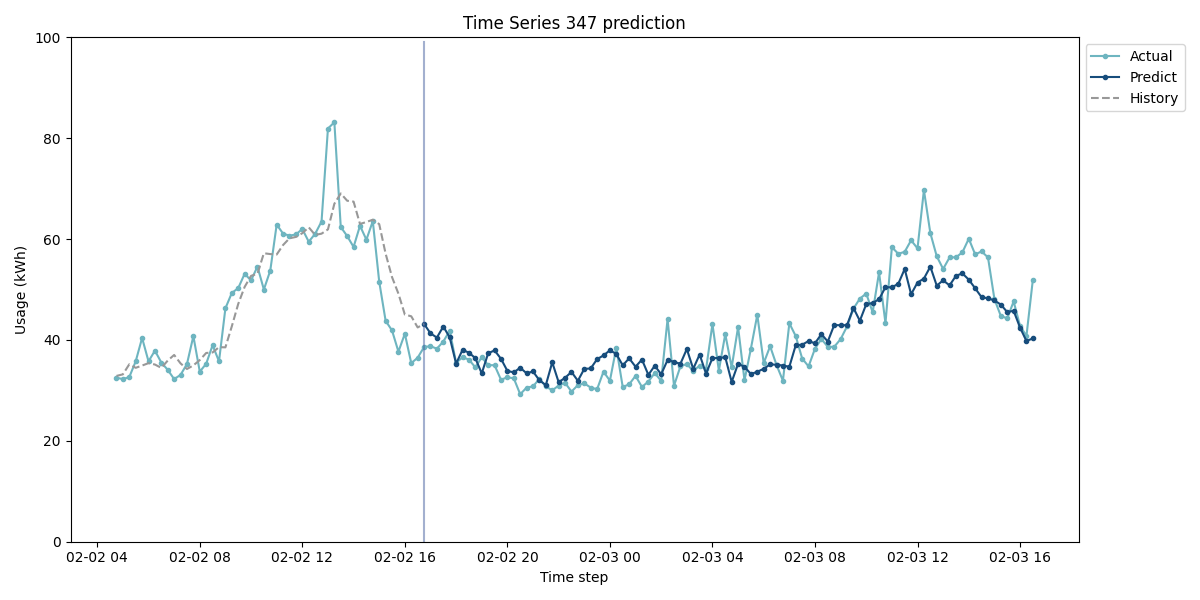 Time Series 347 prediction
100
80
60
40
20
0
Usage (kWh)
02-02 04
02-02 08
02-02 12
02-02 16
02-02 20
02-03 00
02-03 04
02-03 08
02-03 12
02-03 16
Time step
Actual
Predict
History